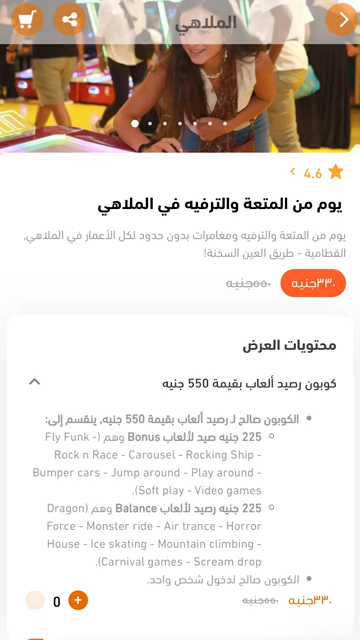 الملاهي
4.6
يوم من المتعة والترفيه في الملاهي
يوم من المتعة والترفيه ومغامرات بدون حدود لكل الأعمار في الملاهي,
القطامية - طريق العين السخنة!
٣٣٠جنيه ٥٥٠جنيه
محتويات العرض
كوبون رصيد ألعاب بقيمة 550 جنيه
الكوبون صالح لـ رصيد ألعاب بقيمة 550 جنيه, ينقسم إلى:
225 جنيه صيد لألعاب Bonus وهم (Fly Funk -
Rock n Race - Carousel - Rocking Ship -
Bumper cars - Jump around - Play around -
Soft play - Video games).
225 جنيه رصيد لألعاب Balance وهم (Dragon
Force - Monster ride - Air trance - Horror
House - Ice skating - Mountain climbing -
Carnival games - Scream drop).
الكوبون صالح لدخول شخص واحد.
٣٣٠جنيه ٥٥٠جنيه + 0